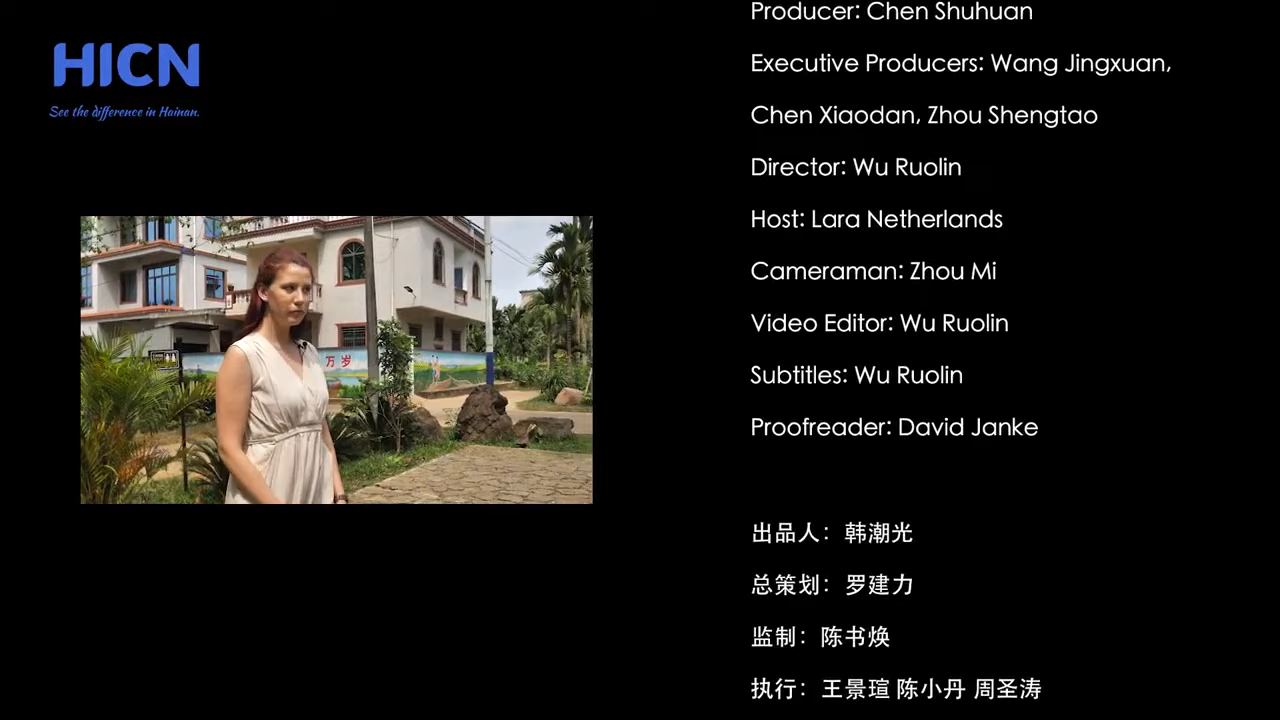 HICN
See the difference in Hainan.
万岁
Producer: Chen Shuhuan
Executive Producers: Wang Jingxuan,
Chen Xiaodan, Zhou Shengtao
Director: Wu Ruolin
Host: Lara Netherlands
Cameraman: Zhou Mi
Video Editor: Wu Ruolin
Subtitles: Wu Ruolin
Proofreader: David Janke
出品人：韩潮光
总策划：罗建力
监制：陈书焕
执行：王景瑄 陈小丹 周圣涛